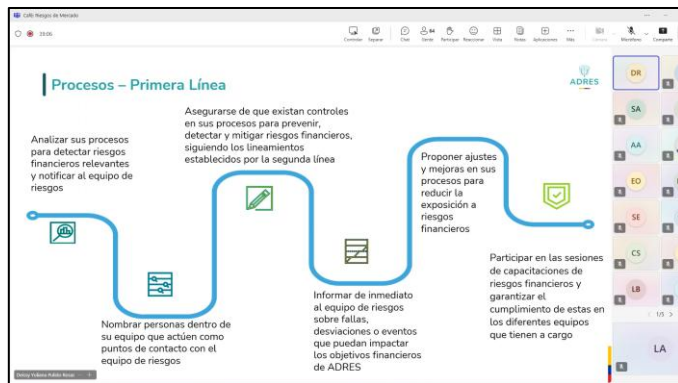 Café Riesgos de Mercado
Controlar Separar Chat Gente Participar Reaccionar Vista Notas Aplicaciones Más Cámara Micrófono Compartir
Procesos – Primera Línea
ADRES
Analizar sus procesos
para detectar riesgos
financieros relevantes
y notificar al equipo de
riesgos
Nombrar personas dentro de
su equipo que actúen como
puntos de contacto con el
equipo de riesgos
Asegurarse de que existan controles
en sus procesos para prevenir,
detectar y mitigar riesgos financieros,
siguiendo los lineamientos
establecidos por la segunda línea
Informar de inmediato
al equipo de riesgos
sobre fallas,
desviaciones o eventos
que puedan impactar
los objetivos financieros
de ADRES
Proponer ajustes
y mejoras en sus
procesos para
reducir la
exposición a
riesgos
financieros
Participar en las sesiones
de capacitaciones de
riesgos financieros y
garantizar el
cumplimiento de estas en
los diferentes equipos
que tienen a cargo
DR
SA
AA
EO
SE
CS
LB
1/5
LA